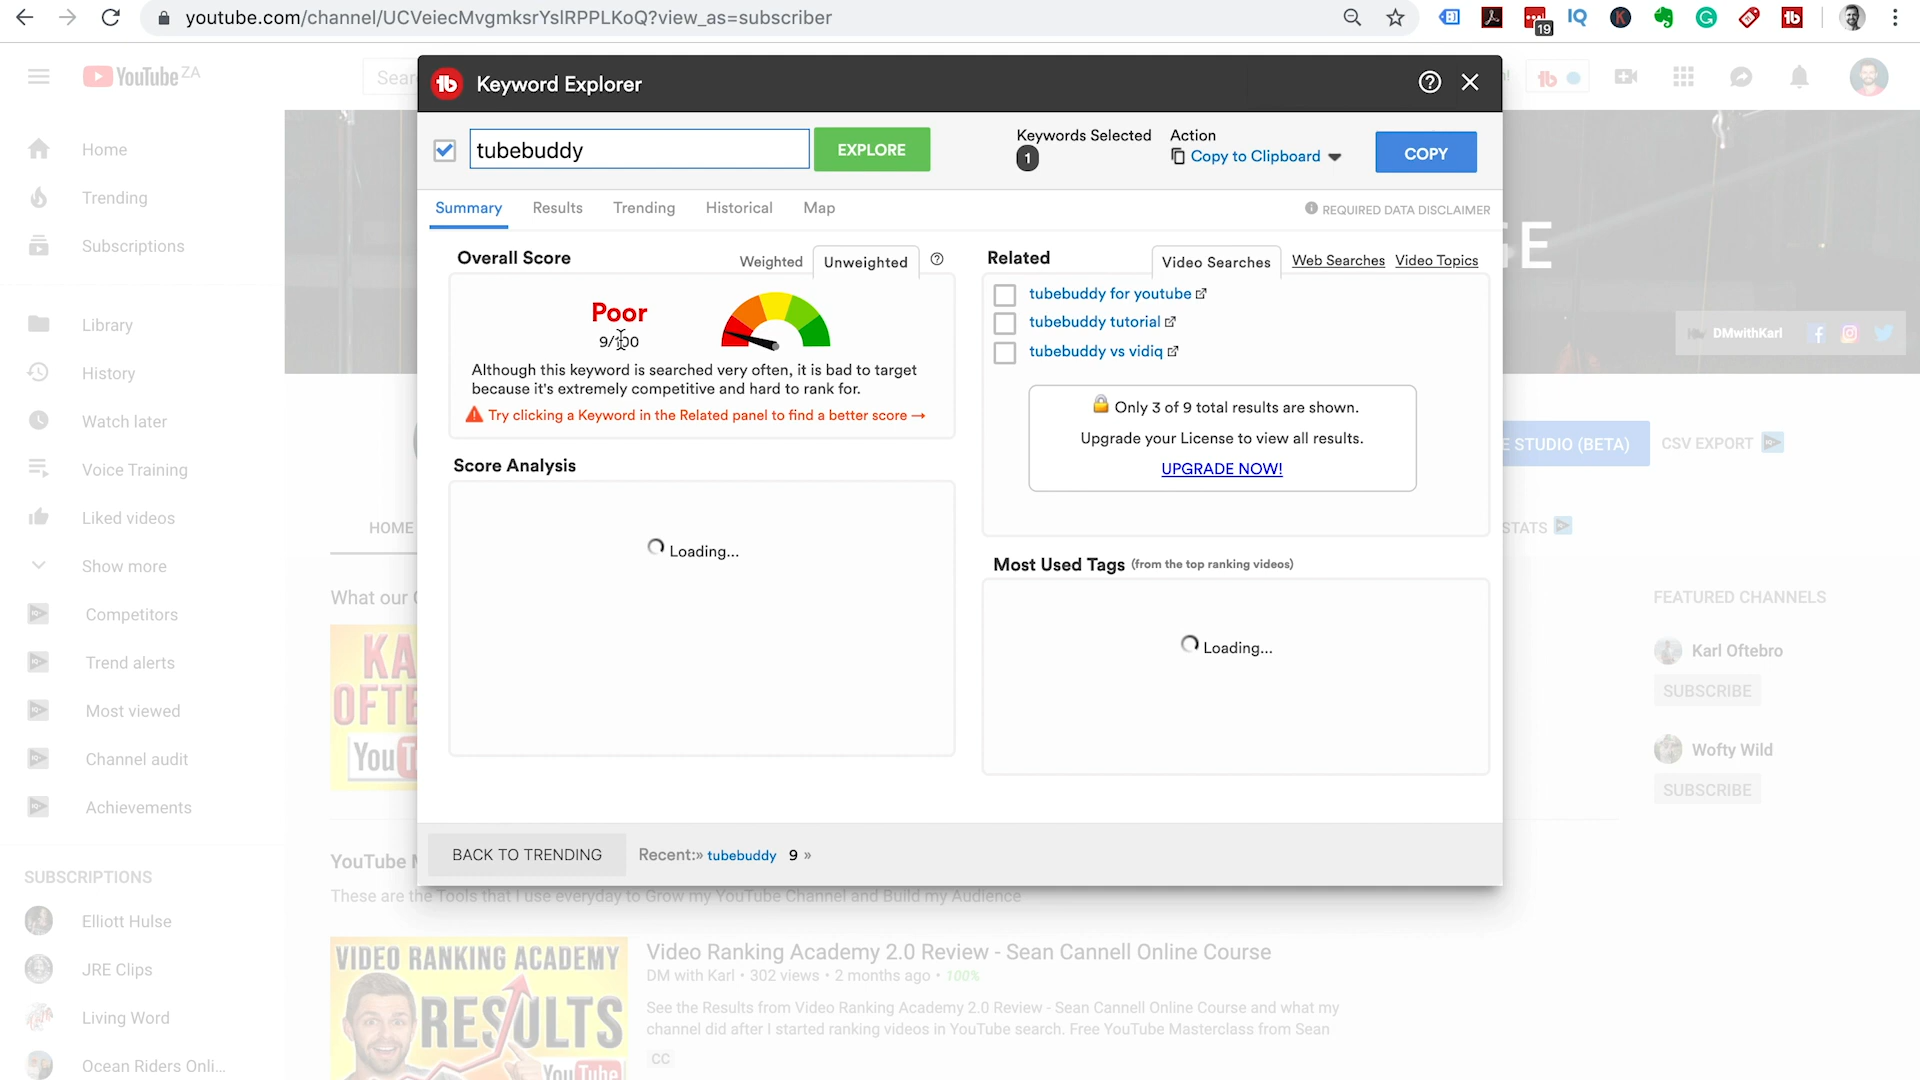 youtube.com/channel/UCVeiecMvgmksrYslRPPLKoQ?view_as=subscriber
19
IQ
YouTube ZA
Sear
Keyword Explorer
tubebuddy
EXPLORE
Keywords Selected
1
Action
Copy to Clipboard
COPY
Summary
Results
Trending
Historical
Map
REQUIRED DATA DISCLAIMER
Overall Score
Weighted
Unweighted
Poor
9/100
Although this keyword is searched very often, it is bad to target
because it's extremely competitive and hard to rank for.
Try clicking a Keyword in the Related panel to find a better score →
Score Analysis
Loading...
Related
Video Searches
Web Searches
Video Topics
tubebuddy for youtube
tubebuddy tutorial
tubebuddy vs vidiq
Only 3 of 9 total results are shown.
Upgrade your License to view all results.
UPGRADE NOW!
Most Used Tags (from the top ranking videos)
Loading...
BACK TO TRENDING
Recent:» tubebuddy 9 »
Home
Trending
Subscriptions
Library
History
Watch later
Voice Training
Liked videos
Show more
Competitors
Trend alerts
Most viewed
Channel audit
Achievements
SUBSCRIPTIONS
Elliott Hulse
JRE Clips
Living Word
Ocean Riders Onli...
GE
DMwithKarl
E STUDIO (BETA)
CSV EXPORT
HOME
STATS
What our C
KA
OFTE
YouT
FEATURED CHANNELS
Karl Oftebro
SUBSCRIBE
Wofty Wild
SUBSCRIBE
YouTube M
These are the Tools that I use everyday to Grow my YouTube Channel and Build my Audience
VIDEO RANKING ACADEMY
RESULTS
YouTube
Video Ranking Academy 2.0 Review - Sean Cannell Online Course
DM with Karl • 302 views • 2 months ago • 100%
See the Results from Video Ranking Academy 2.0 Review - Sean Cannell Online Course and what my
channel did after I started ranking videos in YouTube search. Free YouTube Masterclass from Sean
CC